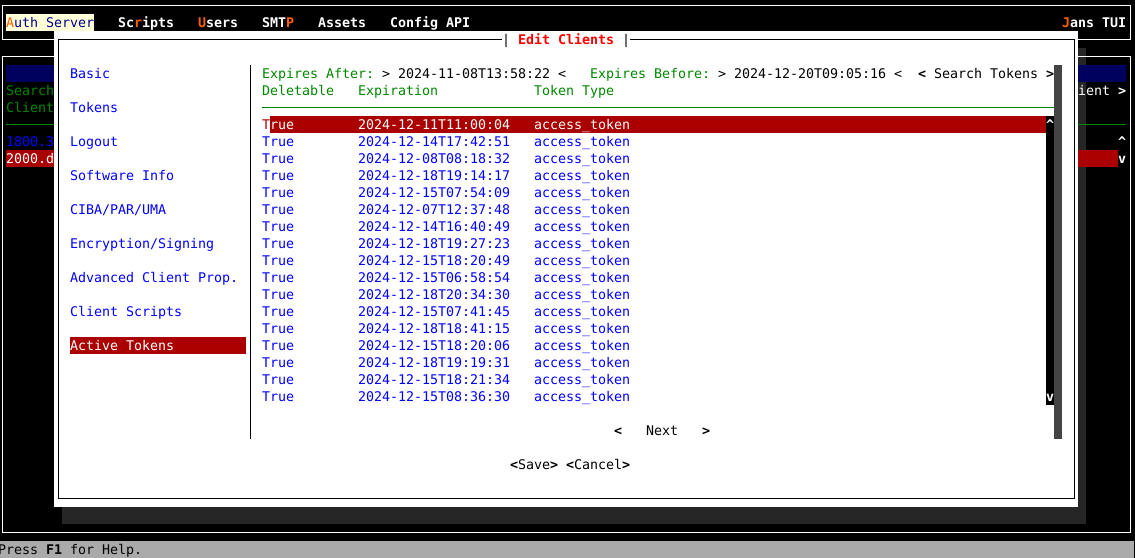 Auth Server Scripts Users SMTP Assets Config API Jans TUI
| Edit Clients |
Basic Expires After: > 2024-11-08T13:58:22 < Expires Before: > 2024-12-20T09:05:16 < < Search Tokens >
Search Deletable Expiration Token Type ient >
Client Tokens
True 2024-12-11T11:00:04 access_token ^
1800.3 Logout True 2024-12-14T17:42:51 access_token ^
2000.d True 2024-12-08T08:18:32 access_token v
Software Info True 2024-12-18T19:14:17 access_token
True 2024-12-15T07:54:09 access_token
CIBA/PAR/UMA True 2024-12-07T12:37:48 access_token
True 2024-12-14T16:40:49 access_token
Encryption/Signing True 2024-12-18T19:27:23 access_token
True 2024-12-15T18:20:49 access_token
Advanced Client Prop. True 2024-12-15T06:58:54 access_token
True 2024-12-18T20:34:30 access_token
Client Scripts True 2024-12-15T07:41:45 access_token
True 2024-12-18T18:41:15 access_token
Active Tokens True 2024-12-15T18:20:06 access_token
True 2024-12-18T19:19:31 access_token
True 2024-12-15T18:21:34 access_token
True 2024-12-15T08:36:30 access_token v
< Next >
<Save> <Cancel>
Press F1 for Help.